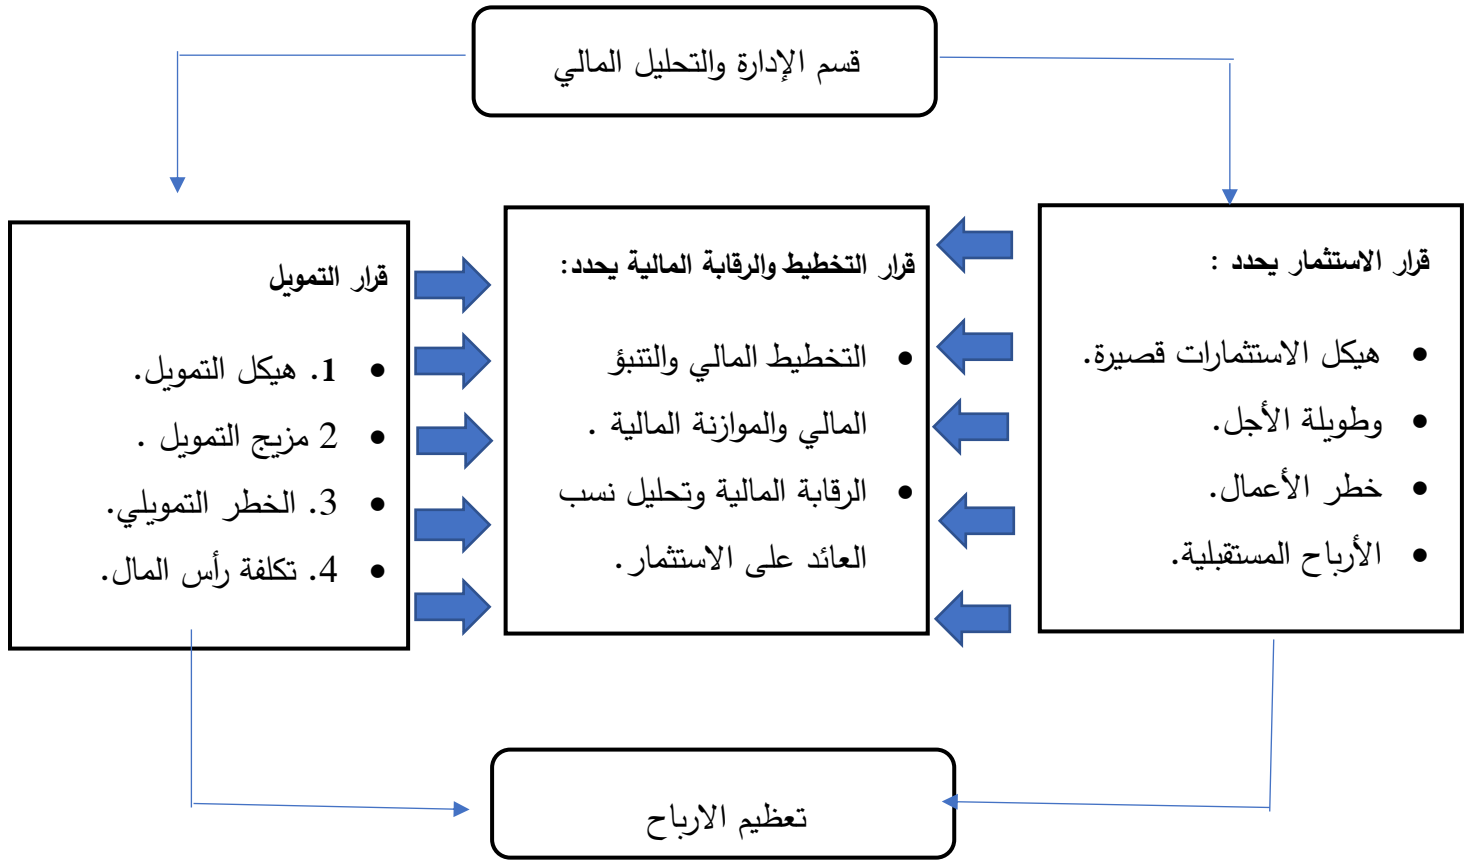 قسم الإدارة والتحليل المالي
قرار الاستثمار يحدد :
• هيكل الاستثمارات قصيرة.
• وطويلة الأجل.
• خطر الأعمال.
• الأرباح المستقبلية.
قرار التخطيط والرقابة المالية يحدد:
• التخطيط المالي والتنبؤ
المالي والموازنة المالية .
• الرقابة المالية وتحليل نسب
العائد على الاستثمار.
قرار التمويل
• 1. هيكل التمويل.
• 2 مزيج التمويل .
• 3. الخطر التمويلي.
• 4. تكلفة رأس المال.
تعظيم الارباح